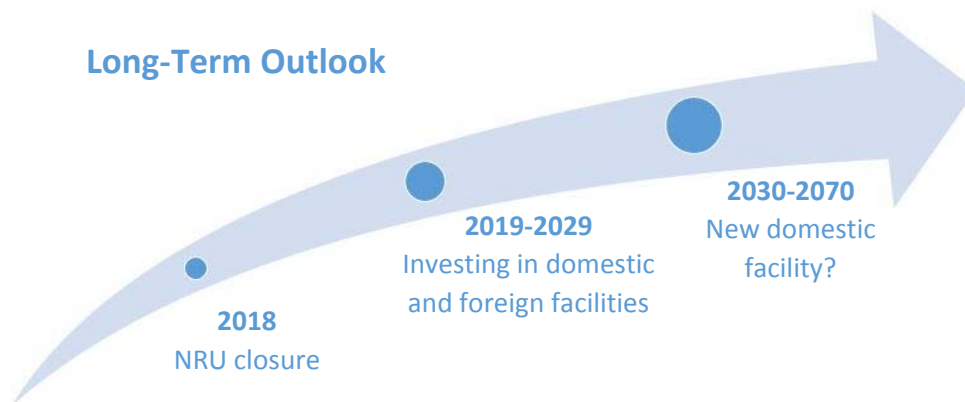 Long-Term Outlook
2018
NRU closure
2019-2029
Investing in domestic
and foreign facilities
2030-2070
New domestic
facility?